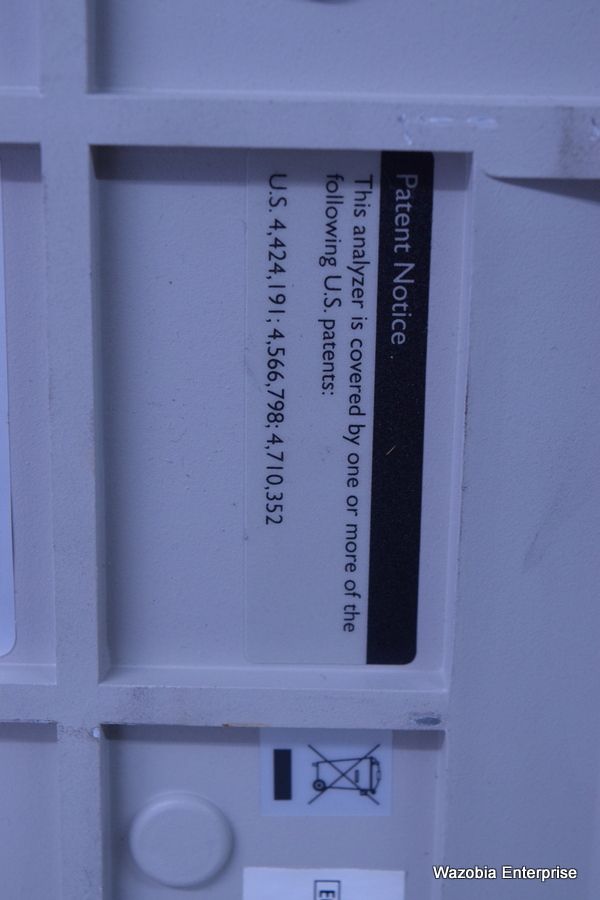 Patent Notice
This analyzer is covered by one or more of the
following U.S. patents:
U.S. 4,424,191; 4,566,798; 4,710,352
Wazobia Enterprise